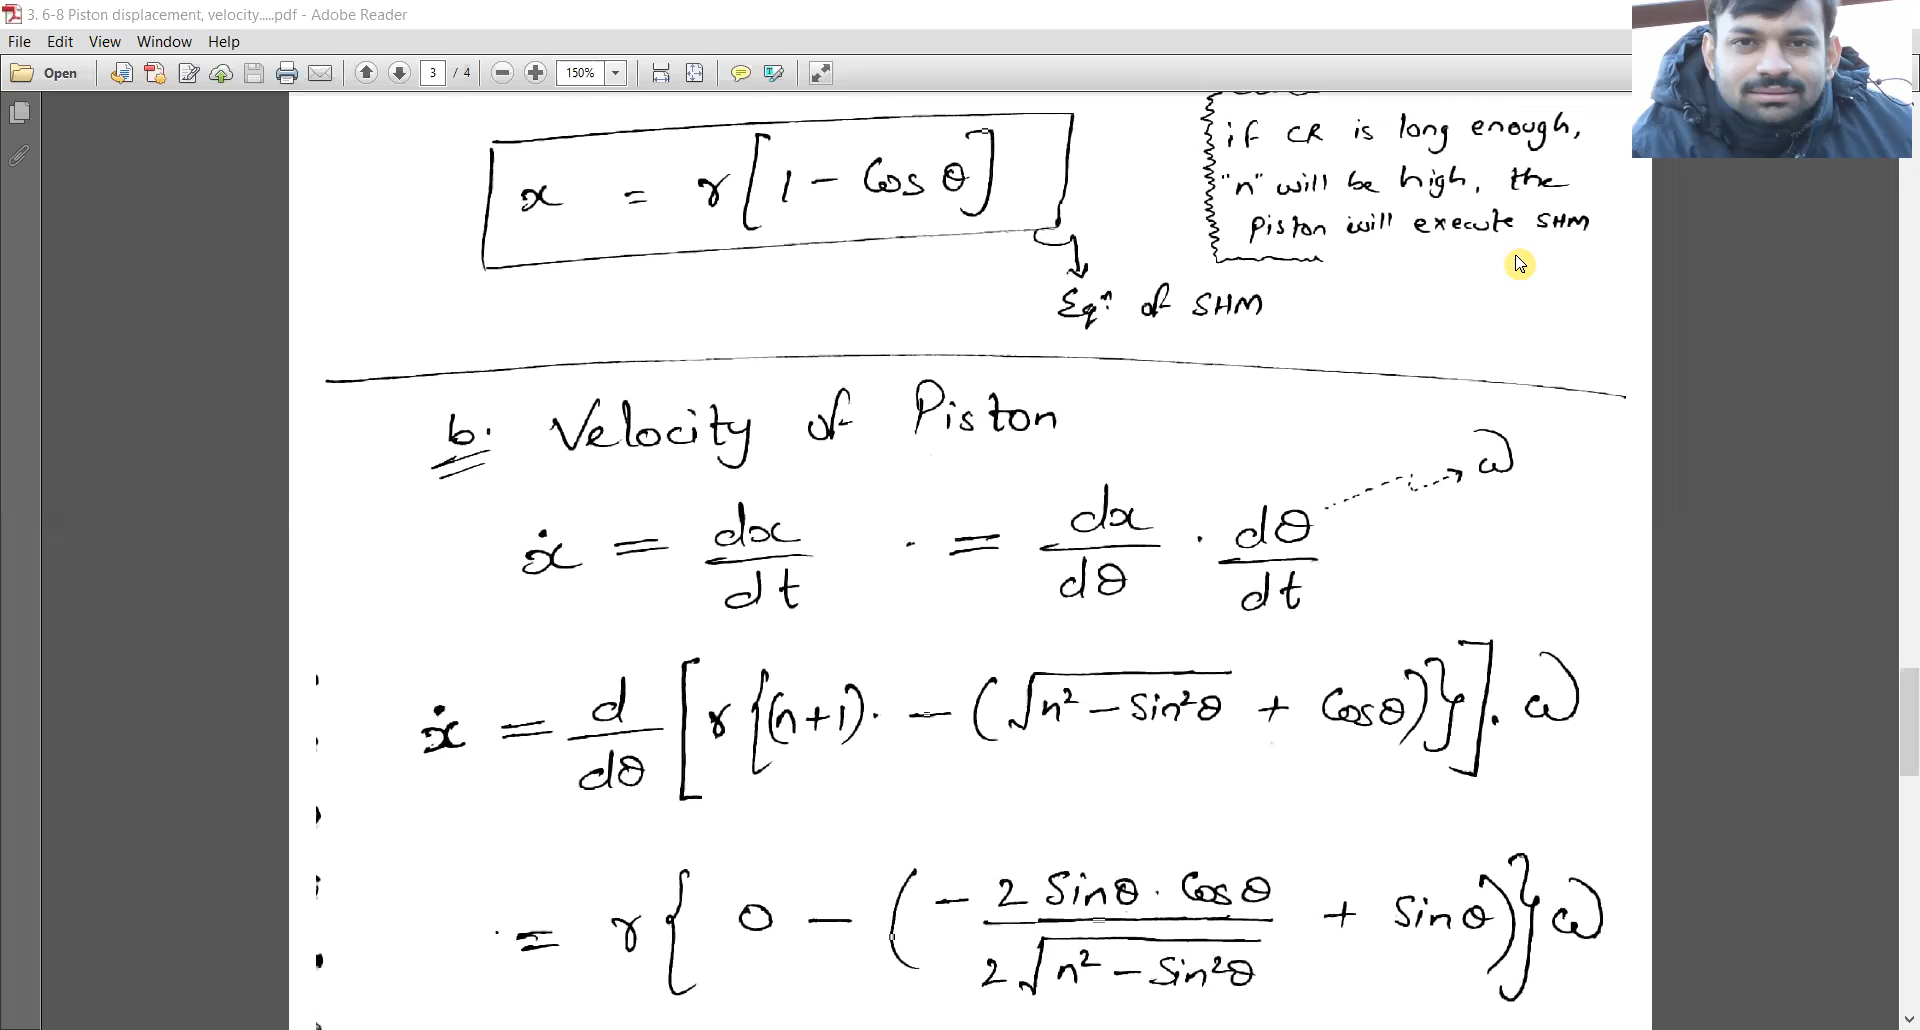 3. 6-8 Piston displacement, velocity.....pdf - Adobe Reader
File Edit View Window Help
Open 3 / 4 150%
x = r[1 - Cos θ]
if CR is long enough,
"n" will be high, the
Piston will execute SHM
Eqⁿ of SHM
b. Velocity of Piston
ẋ = dx/dt = dx/dθ · dθ/dt → ω
ẋ = d/dθ [r{(n+1) - (√(n² - Sin²θ) + Cosθ)}] . ω
= r{0 - (- 2 Sinθ . Cosθ / 2√(n² - Sin²θ) + Sinθ)}ω